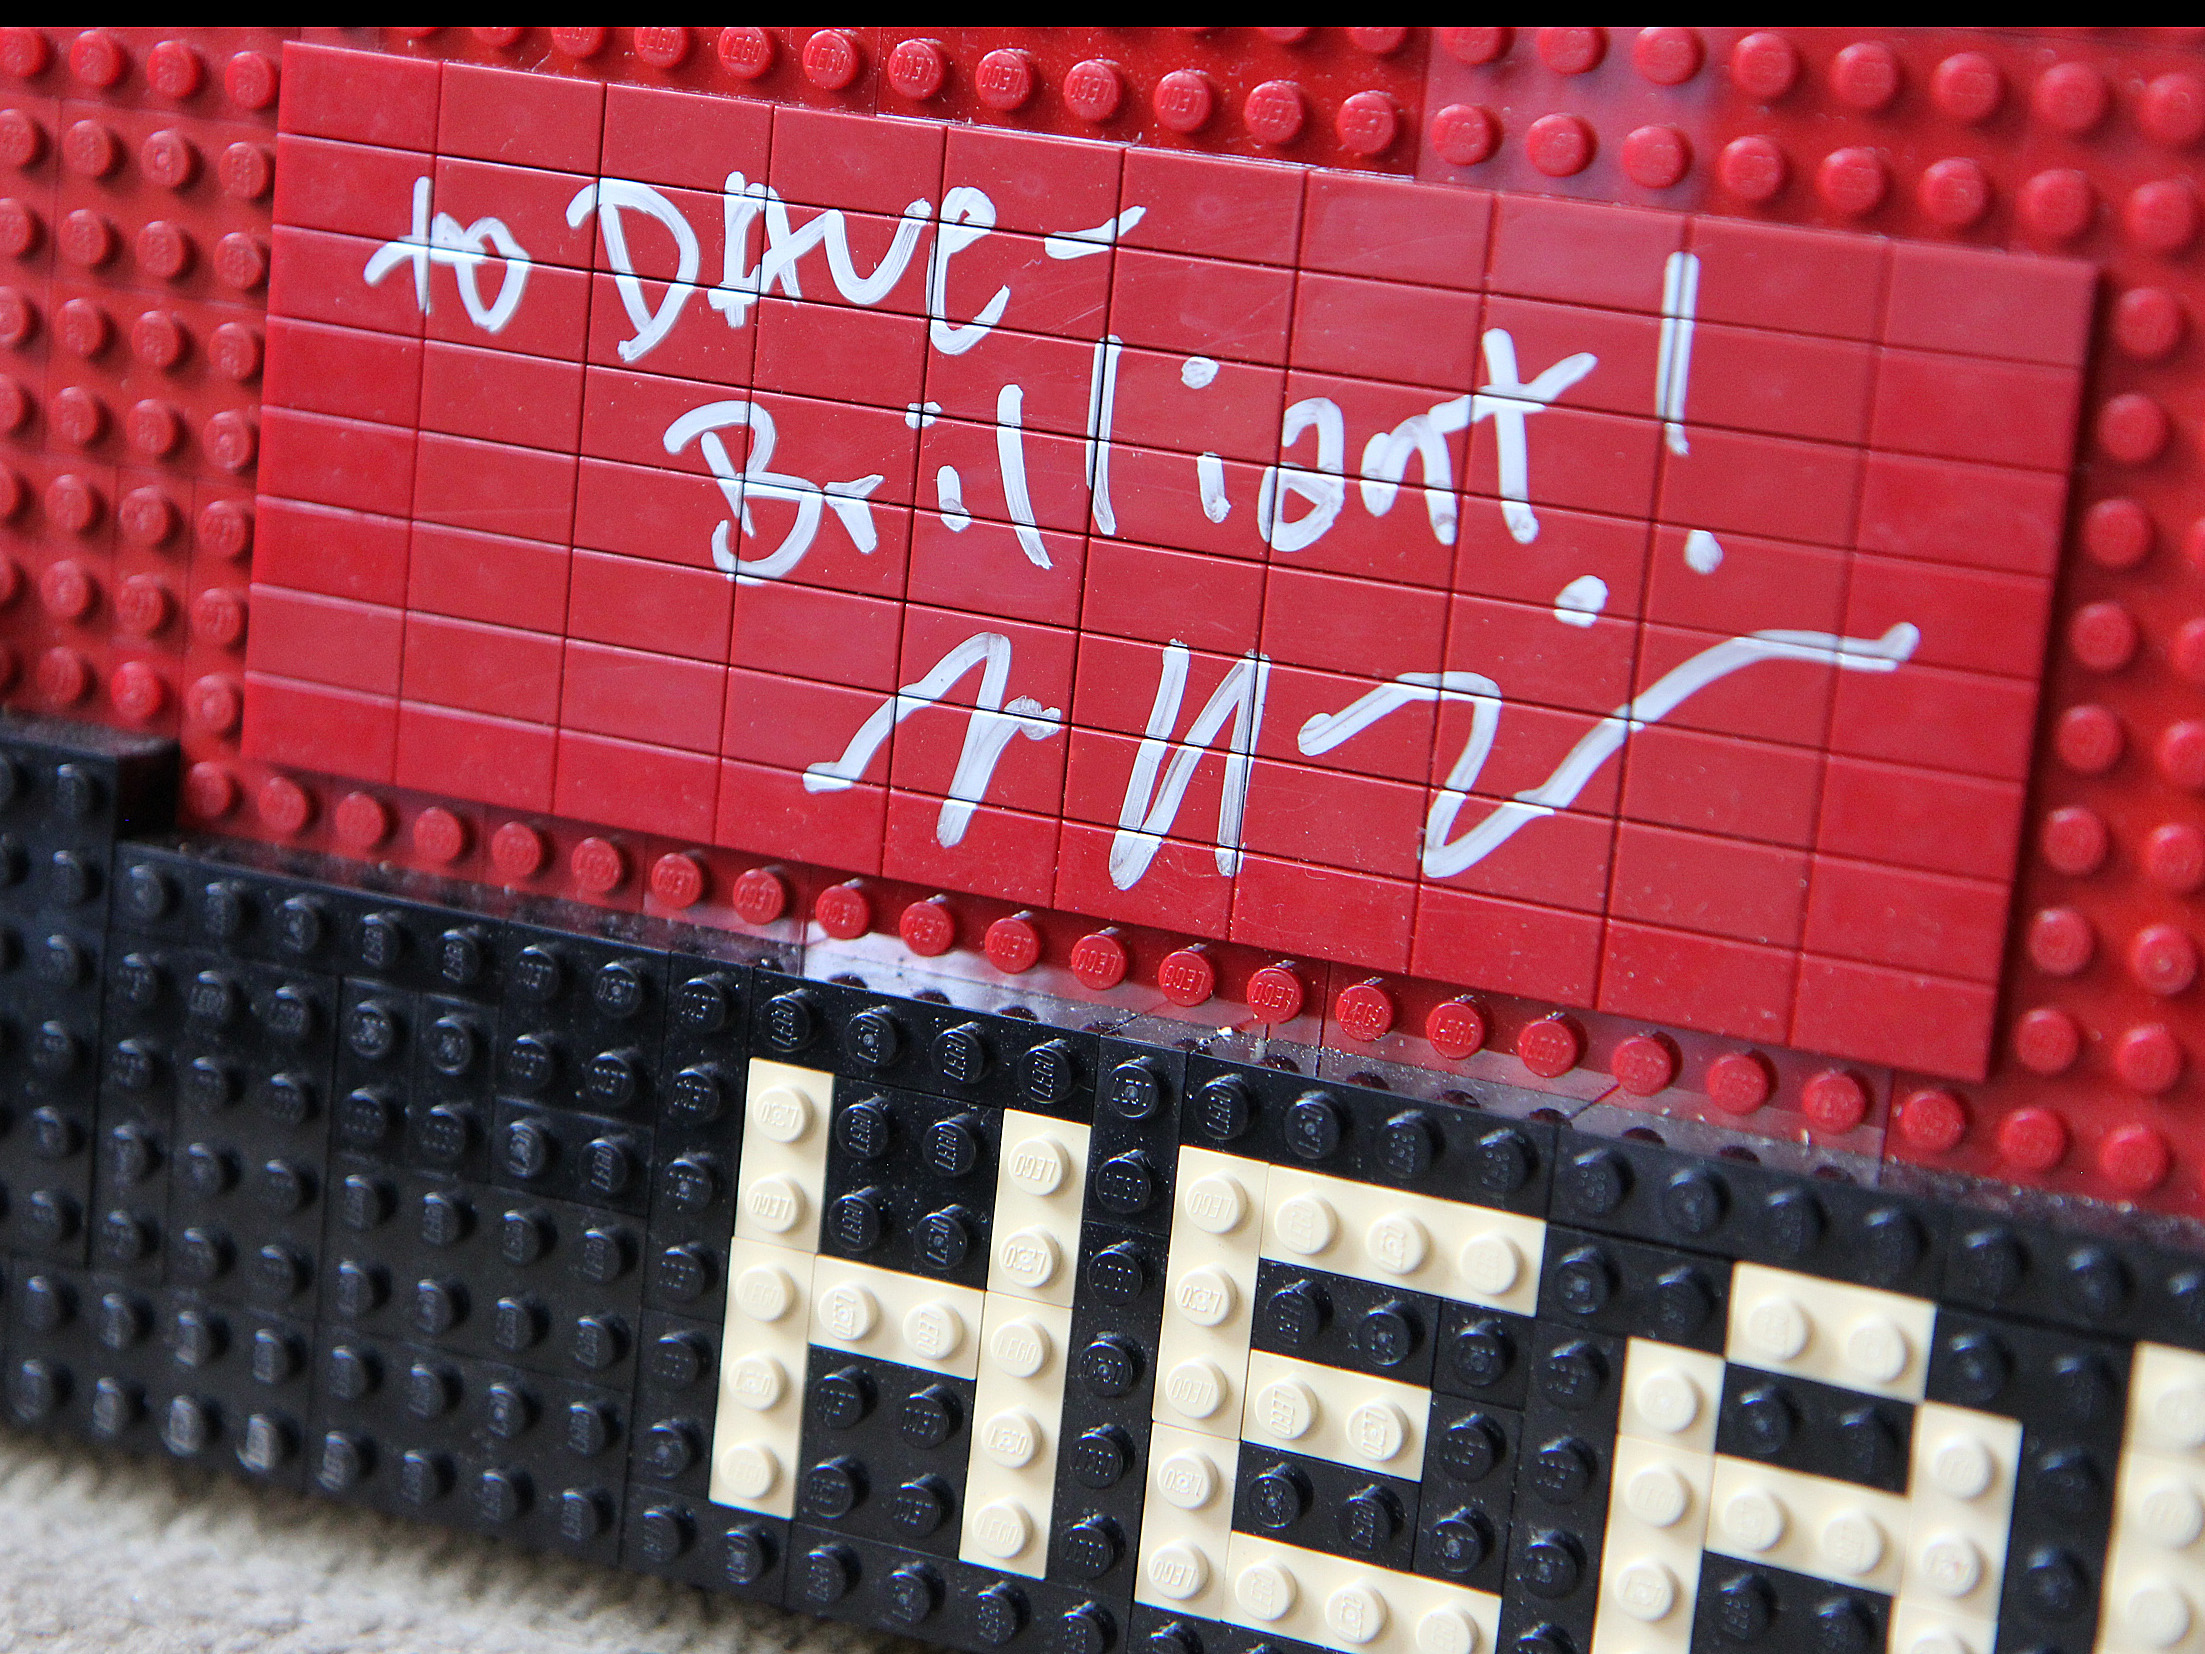 to Dave-
Brilliant!
HEA